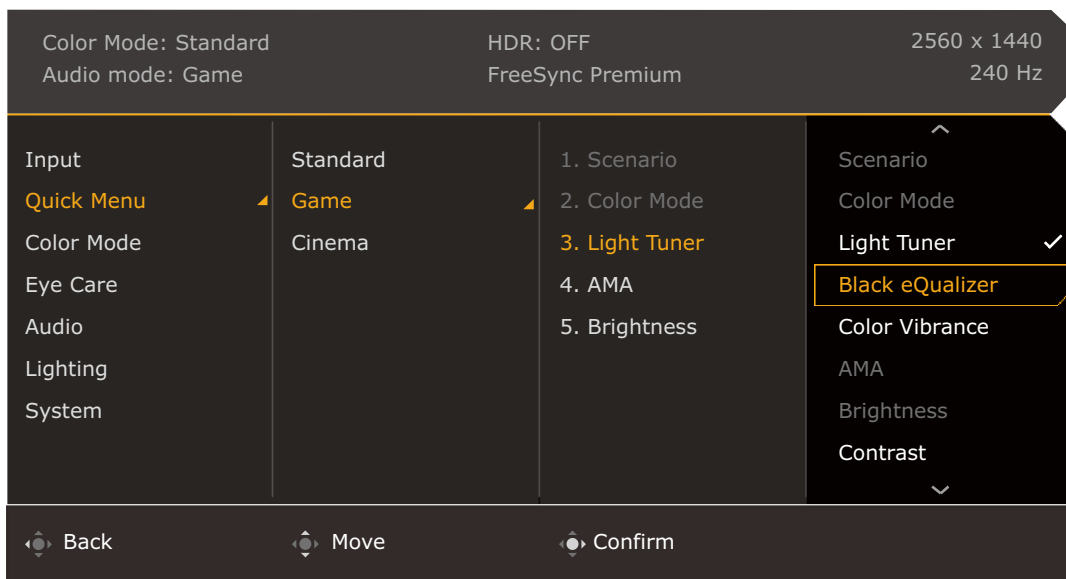 Color Mode: Standard
Audio mode: Game
HDR: OFF
FreeSync Premium
2560 x 1440
240 Hz
Input
Quick Menu
Color Mode
Eye Care
Audio
Lighting
System
Standard
Game
Cinema
1. Scenario
2. Color Mode
3. Light Tuner
4. AMA
5. Brightness
Scenario
Color Mode
Light Tuner
Black eQualizer
Color Vibrance
AMA
Brightness
Contrast
Back
Move
Confirm